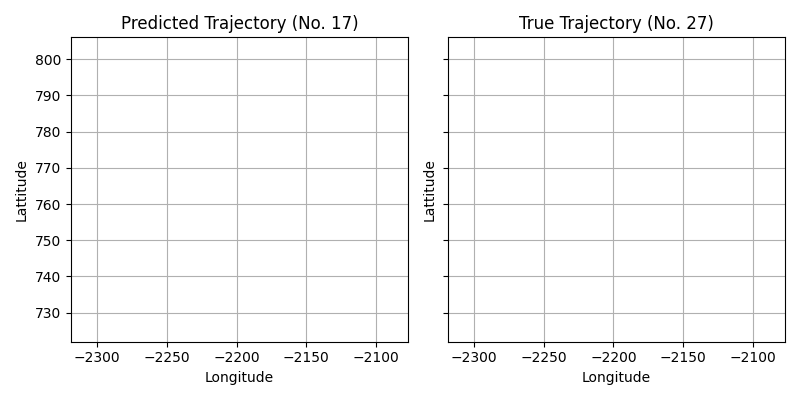 Predicted Trajectory (No. 17)
True Trajectory (No. 27)
800
790
780
770
760
750
740
730
Lattitude
Lattitude
−2300 −2250 −2200 −2150 −2100
−2300 −2250 −2200 −2150 −2100
Longitude
Longitude